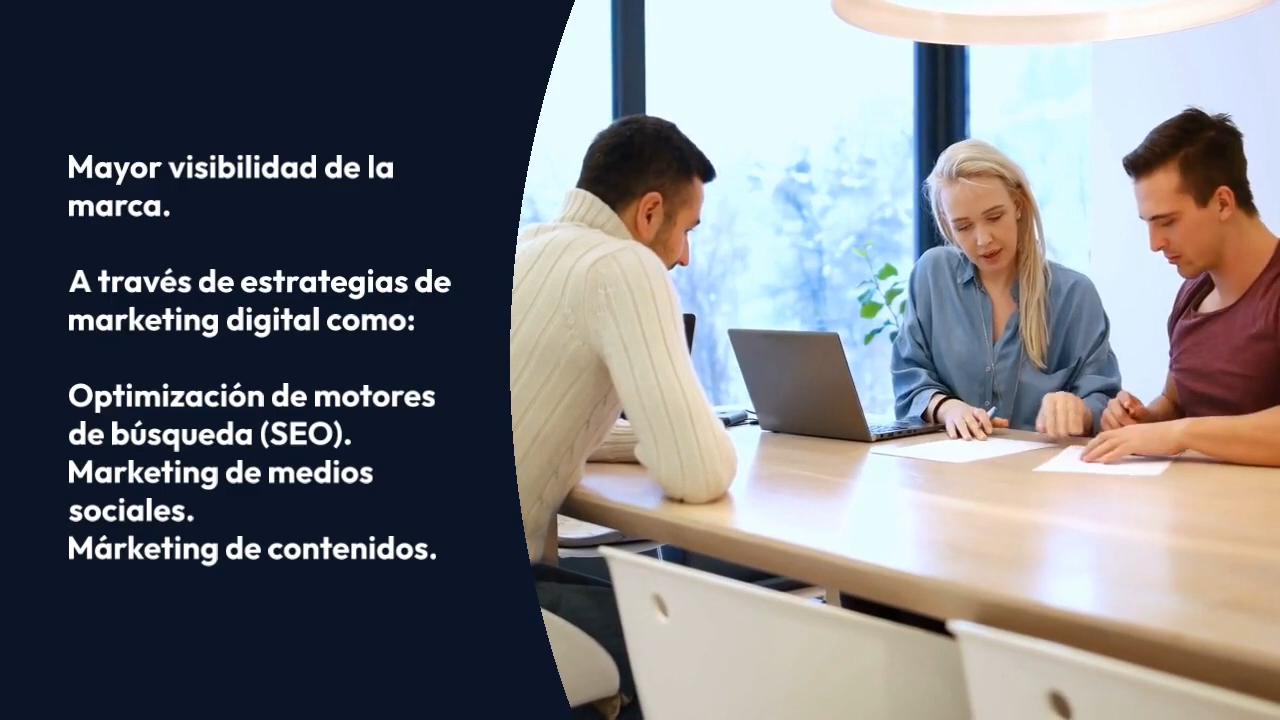 Mayor visibilidad de la
marca.
A través de estrategias de
marketing digital como:
Optimización de motores
de búsqueda (SEO).
Marketing de medios
sociales.
Márketing de contenidos.